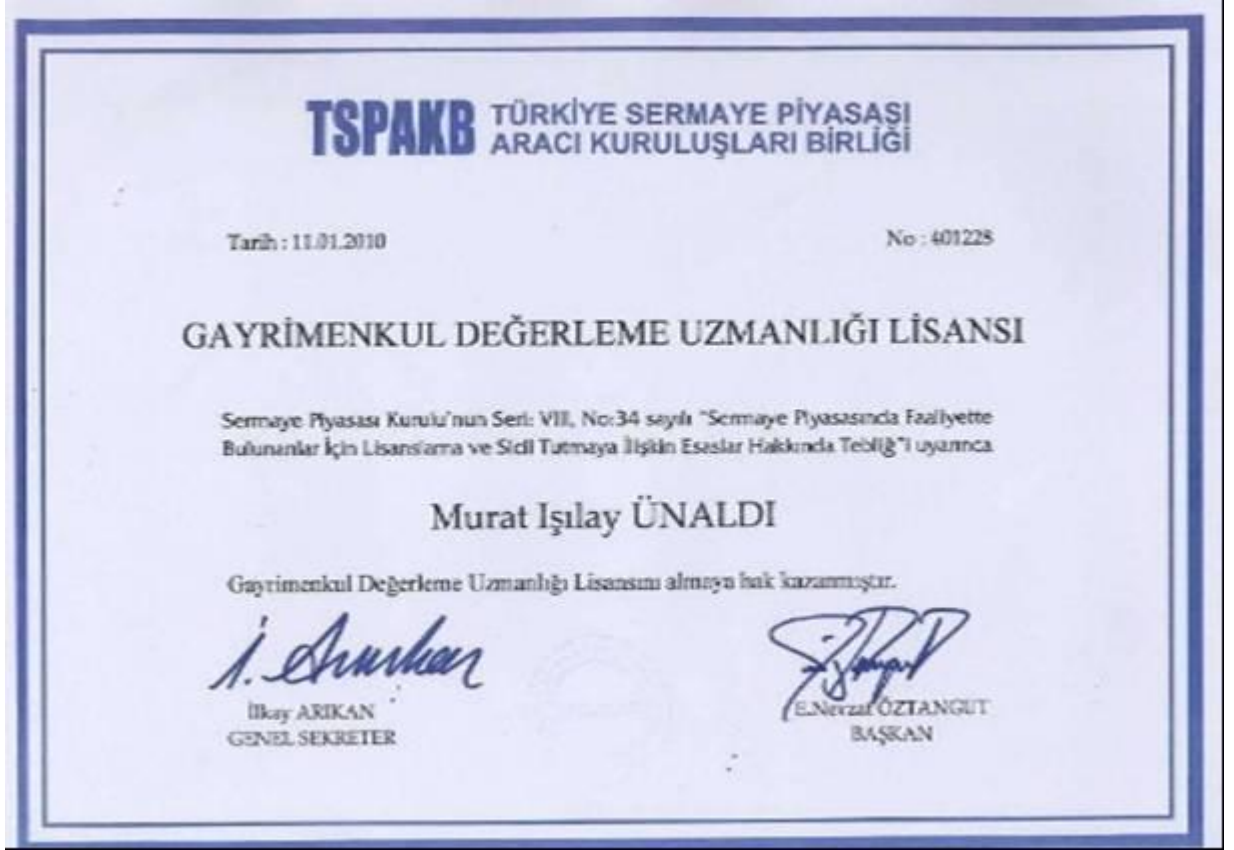 TSPAKB TÜRKİYE SERMAYE PİYASASI
ARACI KURULUŞLARI BİRLİĞİ
Tarih : 11.01.2010
No : 401228
GAYRİMENKUL DEĞERLEME UZMANLIĞI LİSANSI
Sermaye Piyasası Kurulu'nun Seri: VIII, No:34 sayılı "Sermaye Piyasasında Faaliyette
Bulunanlar İçin Lisanslama ve Sicil Tutmaya İlişkin Esaslar Hakkında Tebliğ"i uyarınca
Murat Işılay ÜNALDI
Gayrimenkul Değerleme Uzmanlığı Lisansını almaya hak kazanmıştır.
İlkay ARIKAN
GENEL SEKRETER
E.Nevzat ÖZTANGUT
BAŞKAN